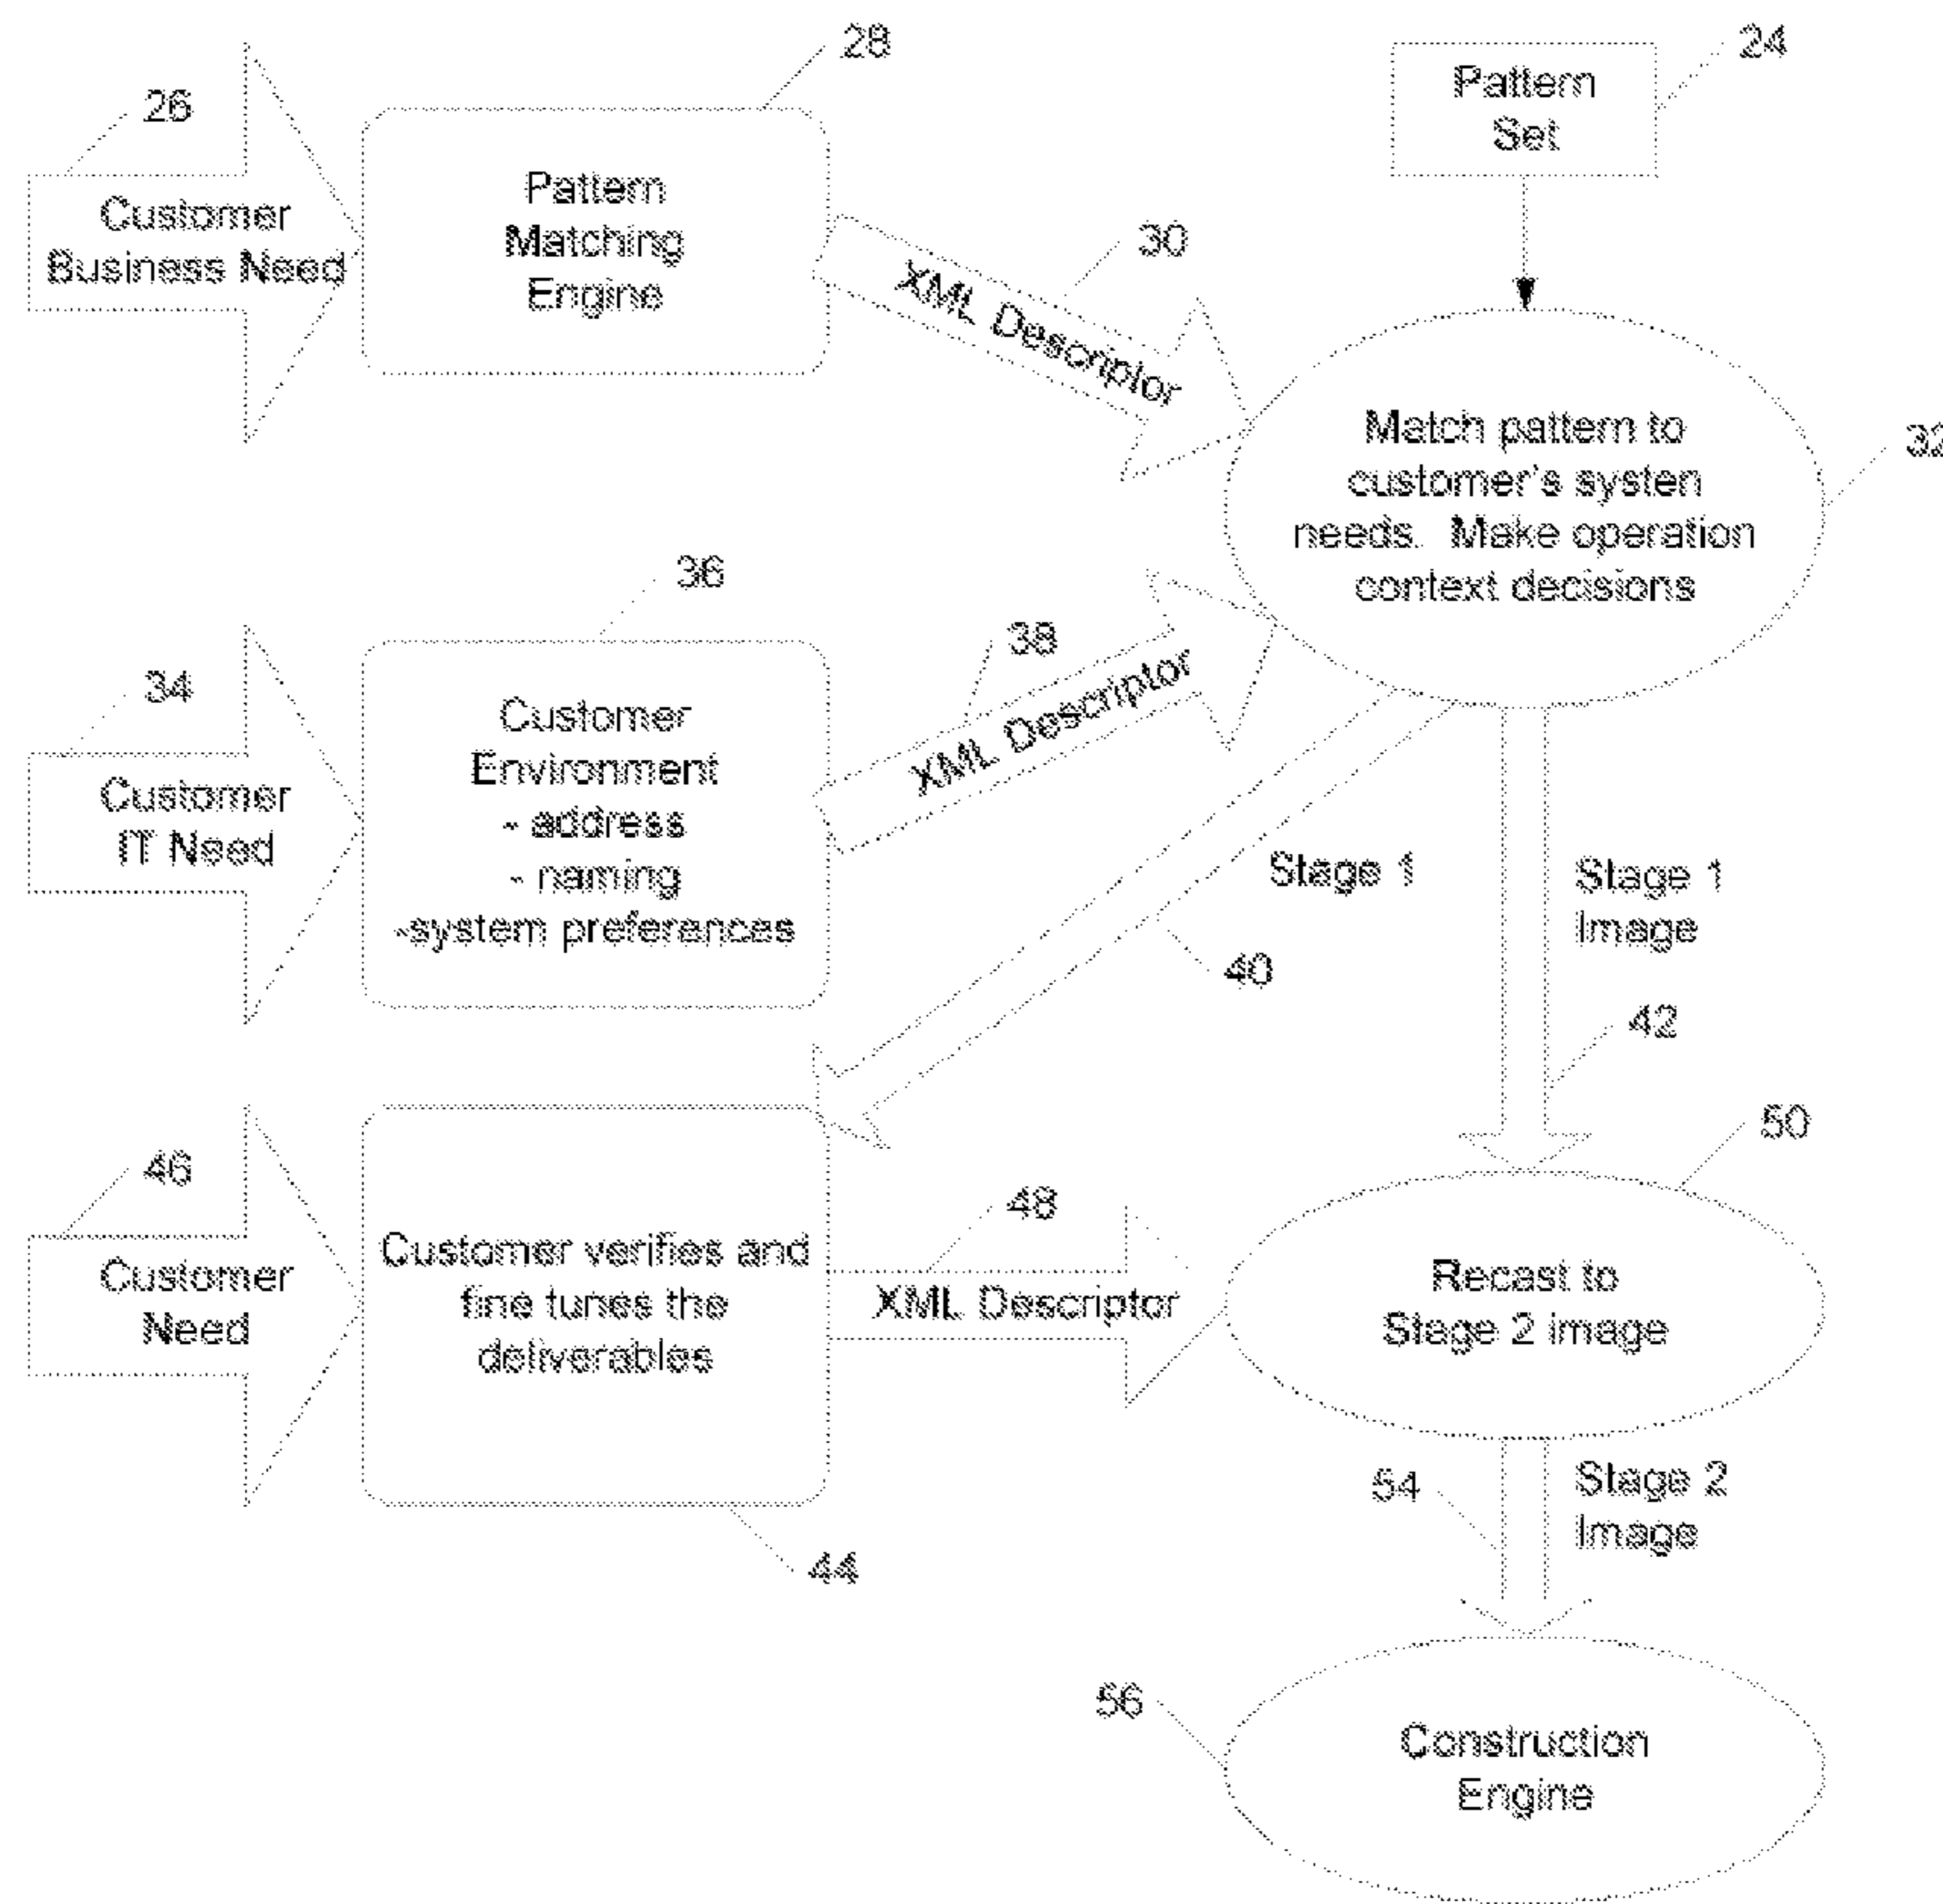 28
24
Pattern
Set
26
Customer
Business Need
Pattern
Matching
Engine
30
XML Descriptor
Match pattern to
customer's systen
needs. Make operation
context decisions
32
36
34
Customer
IT Need
Customer
Environment
- address
- naming
-system preferences
38
XML Descriptor
Stage 1
40
Stage 1
Image
42
50
46
Customer
Need
Customer verifies and
fine tunes the
deliverables
48
XML Descriptor
Recast to
Stage 2 image
54
Stage 2
Image
44
56
Construction
Engine